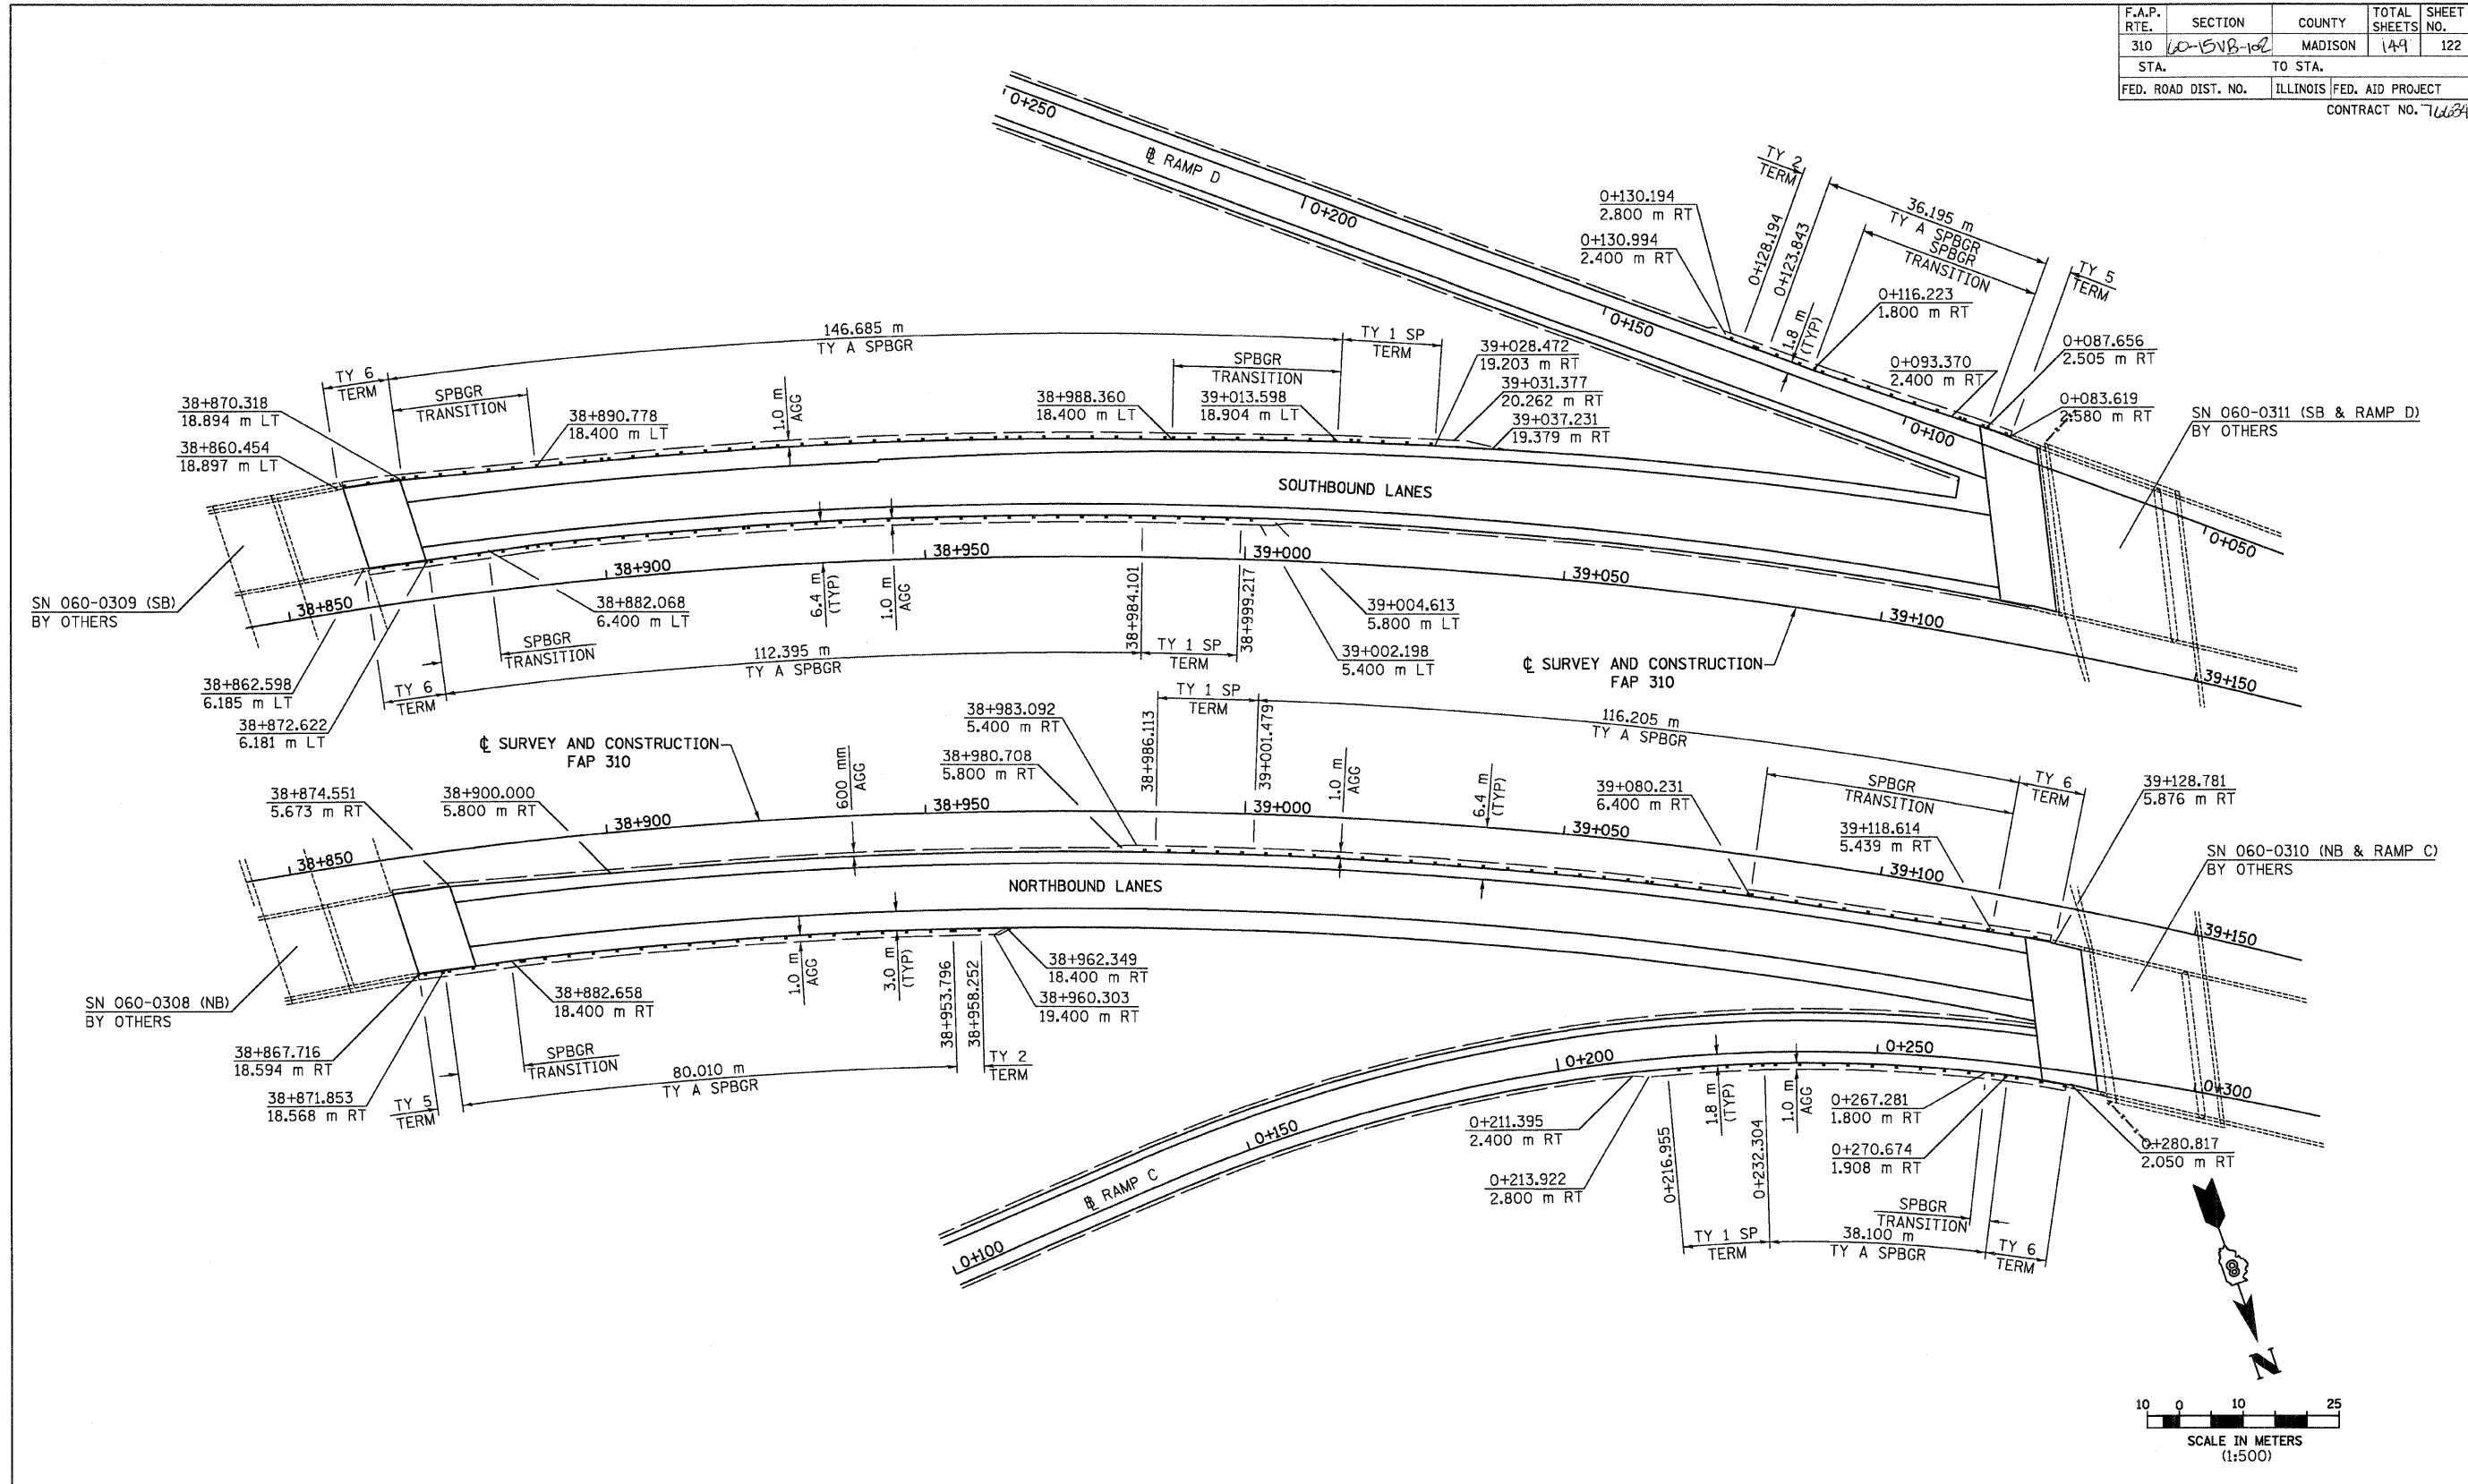 F.A.P. RTE. SECTION COUNTY TOTAL SHEETS SHEET NO.
310 60-15VB-102 MADISON 149 122
STA. TO STA.
FED. ROAD DIST. NO. ILLINOIS FED. AID PROJECT
CONTRACT NO. 76634
0+250
℄ RAMP D
0+200
0+150
0+100
0+050
TY 2
TERM
0+130.194
2.800 m RT
0+130.994
2.400 m RT
0+128.194
0+123.843
36.195 m
TY A SPBGR
SPBGR
TRANSITION
TY 5
TERM
1.8 m
(TYP)
0+116.223
1.800 m RT
0+093.370
2.400 m RT
0+087.656
2.505 m RT
0+083.619
2.580 m RT
SN 060-0311 (SB & RAMP D)
BY OTHERS
146.685 m
TY A SPBGR
TY 1 SP
TERM
TY 6
TERM
SPBGR
TRANSITION
38+870.318
18.894 m LT
38+860.454
18.897 m LT
38+890.778
18.400 m LT
1.0 m
AGG
SPBGR
TRANSITION
38+988.360
18.400 m LT
39+013.598
18.904 m LT
39+028.472
19.203 m RT
39+031.377
20.262 m RT
39+037.231
19.379 m RT
SOUTHBOUND LANES
SN 060-0309 (SB)
BY OTHERS
38+850
38+900
38+950
39+000
39+050
39+100
39+150
38+862.598
6.185 m LT
38+872.622
6.181 m LT
TY 6
TERM
38+882.068
6.400 m LT
SPBGR
TRANSITION
112.395 m
TY A SPBGR
6.4 m
(TYP)
1.0 m
AGG
38+984.101
38+999.217
TY 1 SP
TERM
39+004.613
5.800 m LT
39+002.198
5.400 m LT
℄ SURVEY AND CONSTRUCTION
FAP 310
℄ SURVEY AND CONSTRUCTION
FAP 310
38+874.551
5.673 m RT
38+900.000
5.800 m RT
600 mm
AGG
38+983.092
5.400 m RT
38+980.708
5.800 m RT
38+986.113
39+001.479
TY 1 SP
TERM
116.205 m
TY A SPBGR
1.0 m
AGG
6.4 m
(TYP)
39+080.231
6.400 m RT
SPBGR
TRANSITION
TY 6
TERM
39+128.781
5.876 m RT
39+118.614
5.439 m RT
SN 060-0310 (NB & RAMP C)
BY OTHERS
38+850
38+900
38+950
39+000
39+050
39+100
39+150
NORTHBOUND LANES
SN 060-0308 (NB)
BY OTHERS
38+867.716
18.594 m RT
38+871.853
18.568 m RT
TY 5
TERM
38+882.658
18.400 m RT
SPBGR
TRANSITION
80.010 m
TY A SPBGR
1.0 m
AGG
3.0 m
(TYP)
38+953.796
38+958.252
TY 2
TERM
38+962.349
18.400 m RT
38+960.303
19.400 m RT
0+100
℄ RAMP C
0+150
0+200
0+250
0+300
0+211.395
2.400 m RT
0+213.922
2.800 m RT
0+216.955
0+232.304
1.8 m
(TYP)
1.0 m
AGG
0+267.281
1.800 m RT
0+270.674
1.908 m RT
0+280.817
2.050 m RT
SPBGR
TRANSITION
TY 1 SP
TERM
38.100 m
TY A SPBGR
TY 6
TERM
N
10 0 10 25
SCALE IN METERS
(1:500)